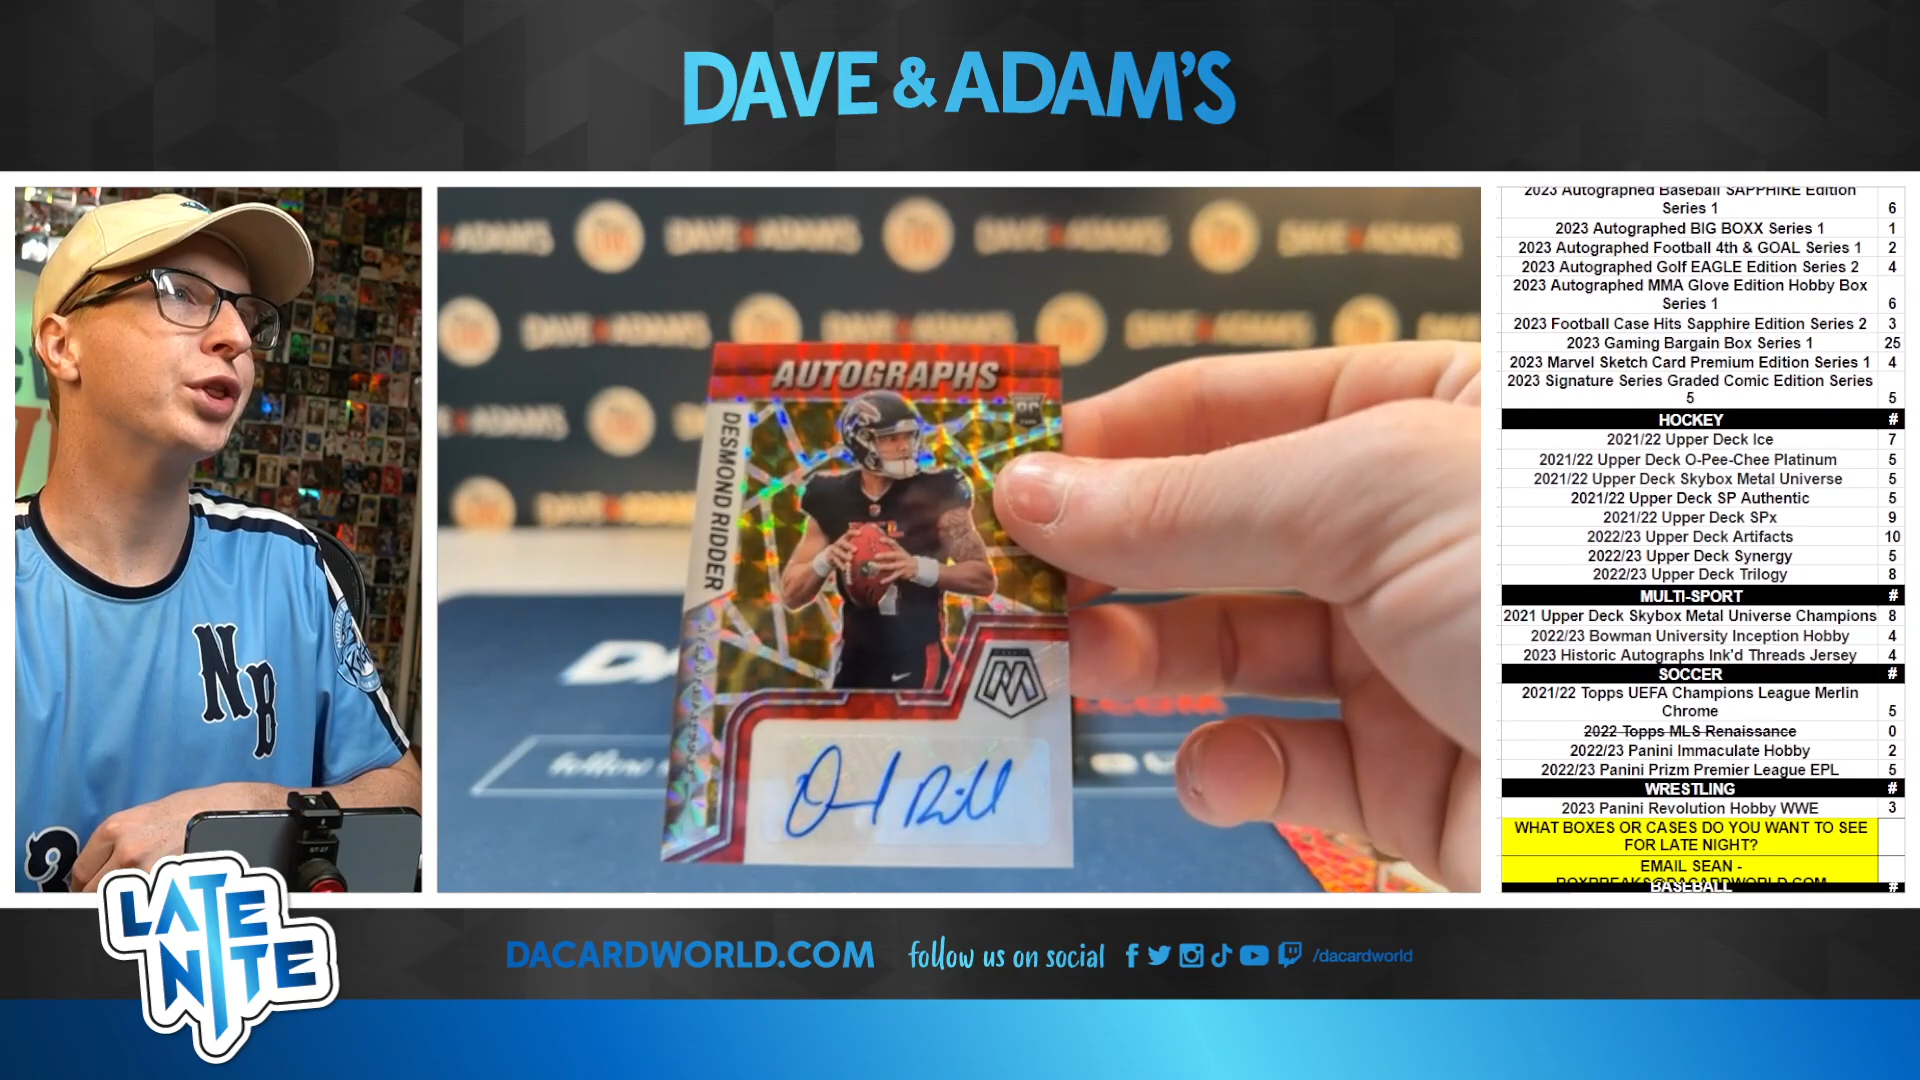 DAVE & ADAM'S
2023 Autographed Baseball SAPPHIRE Edition
Series 1 6
2023 Autographed BIG BOXX Series 1 1
2023 Autographed Football 4th & GOAL Series 1 2
2023 Autographed Golf EAGLE Edition Series 2 4
2023 Autographed MMA Glove Edition Hobby Box
Series 1 6
2023 Football Case Hits Sapphire Edition Series 2 3
2023 Gaming Bargain Box Series 1 25
2023 Marvel Sketch Card Premium Edition Series 1 4
2023 Signature Series Graded Comic Edition Series
5 5
HOCKEY #
2021/22 Upper Deck Ice 7
2021/22 Upper Deck O-Pee-Chee Platinum 5
2021/22 Upper Deck Skybox Metal Universe 5
2021/22 Upper Deck SP Authentic 5
2021/22 Upper Deck SPx 9
2022/23 Upper Deck Artifacts 10
2022/23 Upper Deck Synergy 5
2022/23 Upper Deck Trilogy 8
MULTI-SPORT #
2021 Upper Deck Skybox Metal Universe Champions 8
2022/23 Bowman University Inception Hobby 4
2023 Historic Autographs Ink'd Threads Jersey 4
SOCCER #
2021/22 Topps UEFA Champions League Merlin
Chrome 5
2022 Topps MLS Renaissance 0
2022/23 Panini Immaculate Hobby 2
2022/23 Panini Prizm Premier League EPL 5
WRESTLING #
2023 Panini Revolution Hobby WWE 3
WHAT BOXES OR CASES DO YOU WANT TO SEE
FOR LATE NIGHT?
EMAIL SEAN -
BOXBREAKS@DACARDWORLD.COM
BASEBALL #
AUTOGRAPHS
DESMOND RIDDER
NB
LATE
NITE
DACARDWORLD.COM
follow us on social
/dacardworld